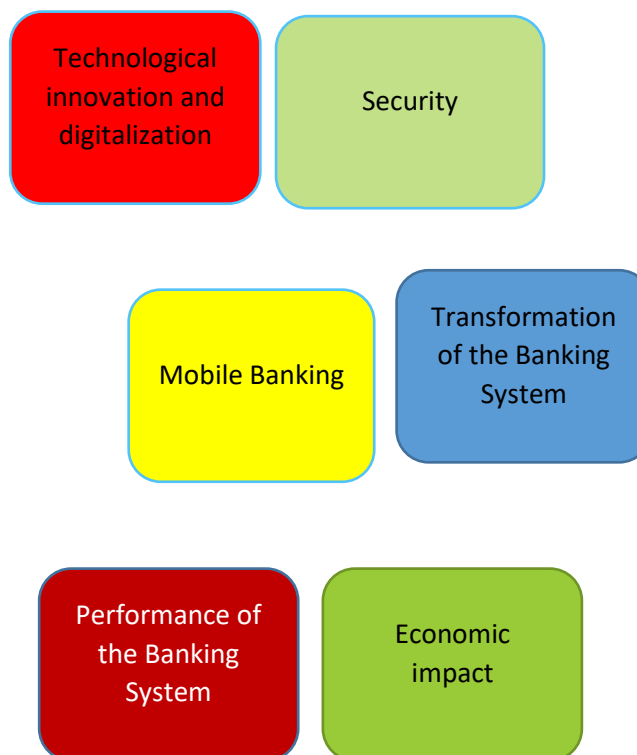 Technological
innovation and
digitalization
Security
Mobile Banking
Transformation
of the Banking
System
Performance of
the Banking
System
Economic
impact